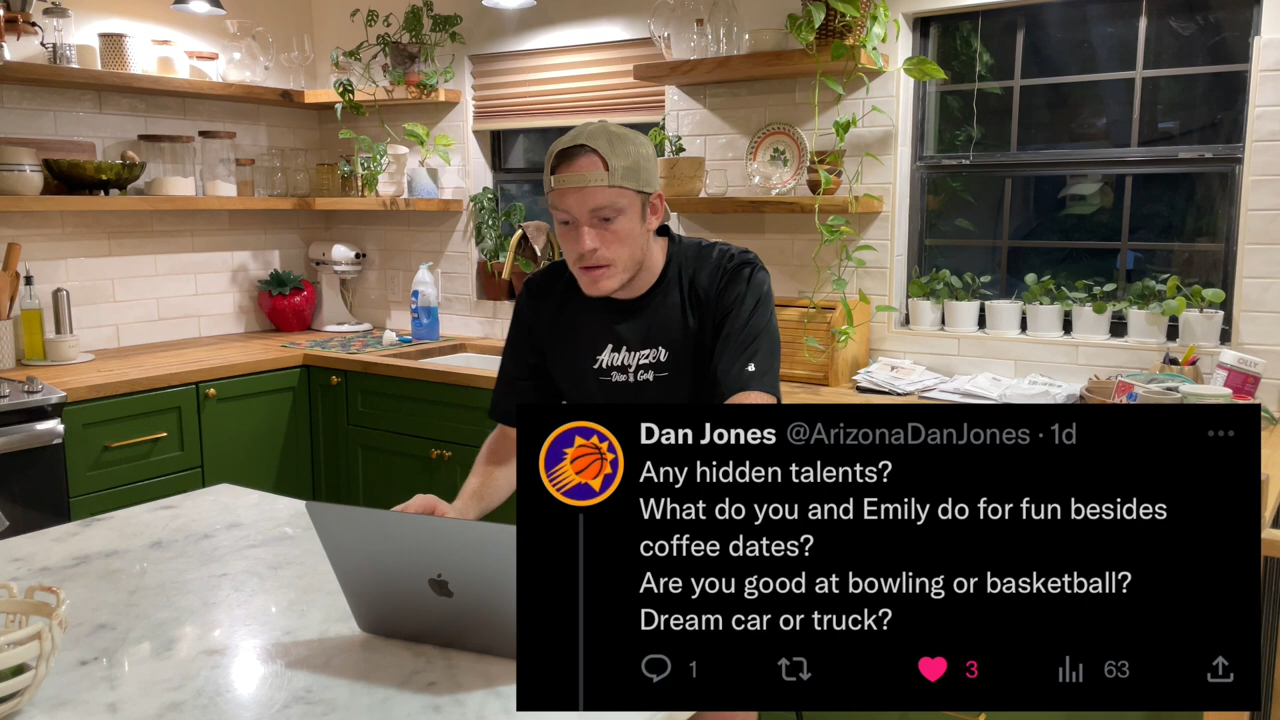 Anhyzer
Disc Golf
OLLY
Dan Jones @ArizonaDanJones · 1d
Any hidden talents?
What do you and Emily do for fun besides
coffee dates?
Are you good at bowling or basketball?
Dream car or truck?
1
3
63